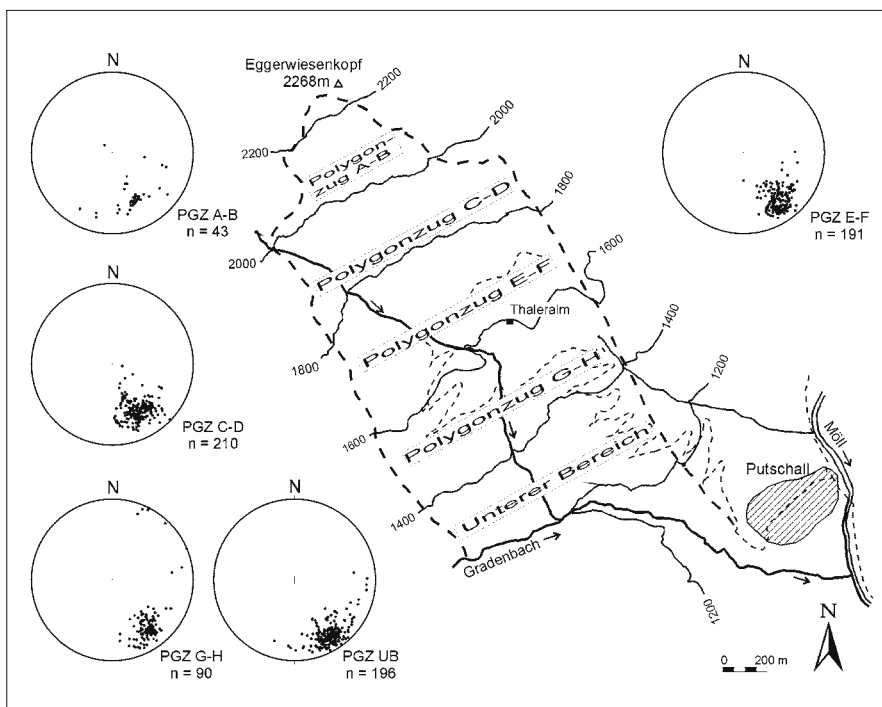 N
PGZ A-B
n = 43
N
PGZ C-D
n = 210
N
PGZ G-H
n = 90
N
PGZ UB
n = 196
N
PGZ E-F
n = 191
Eggerwiesenkopf
2268m
2200
2000
2200
1800
2000
1600
1800
1400
1200
1600
1400
1200
Polygon-
zug A-B
Polygonzug C-D
Polygonzug E-F
Thaleralm
Polygonzug G-H
Unterer Bereich
Gradenbach
Putschall
Möll
N
0 200 m